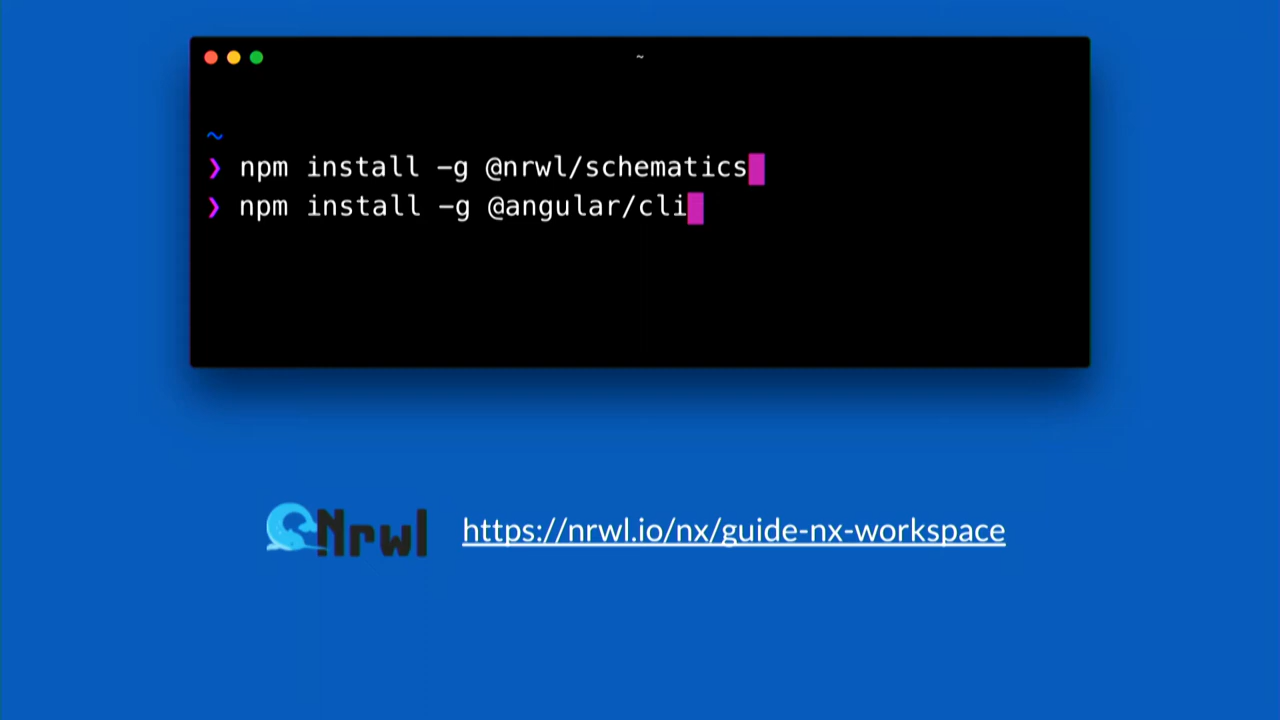 ~
~
❯ npm install -g @nrwl/schematics
❯ npm install -g @angular/cli
Nrwl
https://nrwl.io/nx/guide-nx-workspace